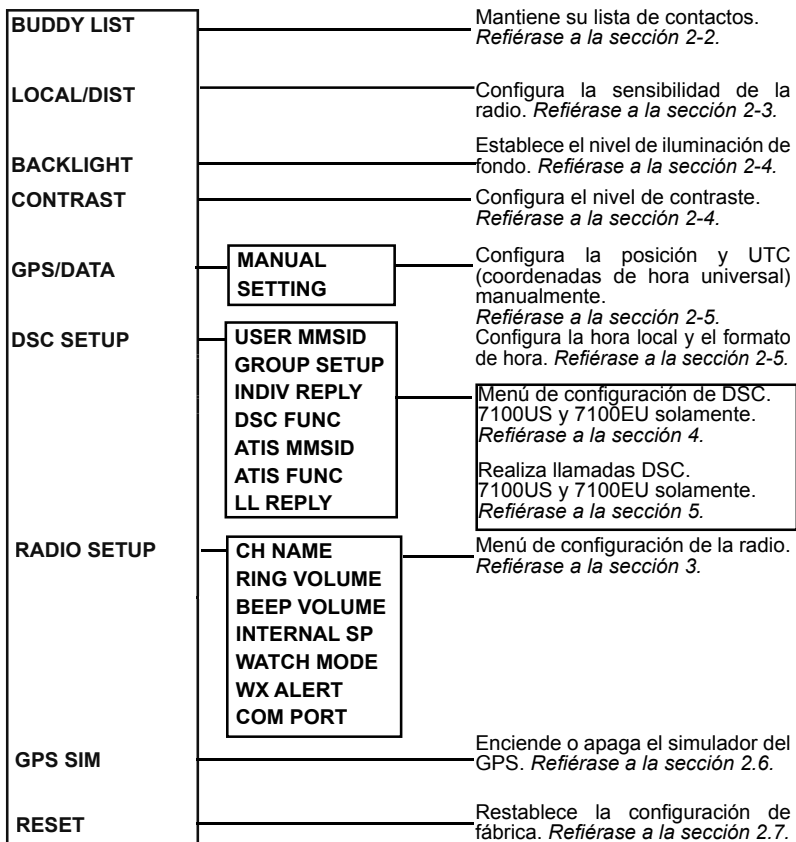 BUDDY LIST
Mantiene su lista de contactos.
Refiérase a la sección 2-2.
LOCAL/DIST
Configura la sensibilidad de la
radio. Refiérase a la sección 2-3.
BACKLIGHT
Establece el nivel de iluminación de
fondo. Refiérase a la sección 2-4.
CONTRAST
Configura el nivel de contraste.
Refiérase a la sección 2-4.
GPS/DATA
MANUAL
SETTING
Configura la posición y UTC
(coordenadas de hora universal)
manualmente.
Refiérase a la sección 2-5.
Configura la hora local y el formato
de hora. Refiérase a la sección 2-5.
DSC SETUP
USER MMSID
GROUP SETUP
INDIV REPLY
DSC FUNC
ATIS MMSID
ATIS FUNC
LL REPLY
Menú de configuración de DSC.
7100US y 7100EU solamente.
Refiérase a la sección 4.
Realiza llamadas DSC.
7100US y 7100EU solamente.
Refiérase a la sección 5.
RADIO SETUP
CH NAME
RING VOLUME
BEEP VOLUME
INTERNAL SP
WATCH MODE
WX ALERT
COM PORT
Menú de configuración de la radio.
Refiérase a la sección 3.
GPS SIM
Enciende o apaga el simulador del
GPS. Refiérase a la sección 2.6.
RESET
Restablece la configuración de
fábrica. Refiérase a la sección 2.7.